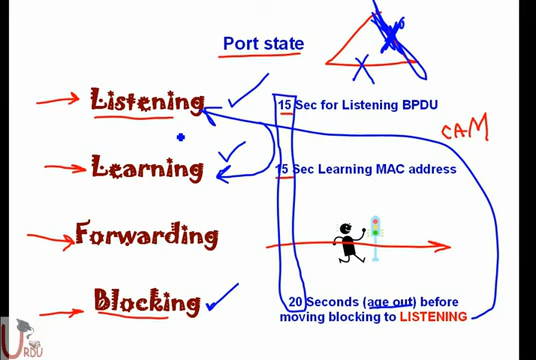 Port state
Listening
15 Sec for Listening BPDU
CAM
Learning
15 Sec Learning MAC address
Forwarding
Blocking
20 Seconds (age out) before
moving blocking to LISTENING
URDU